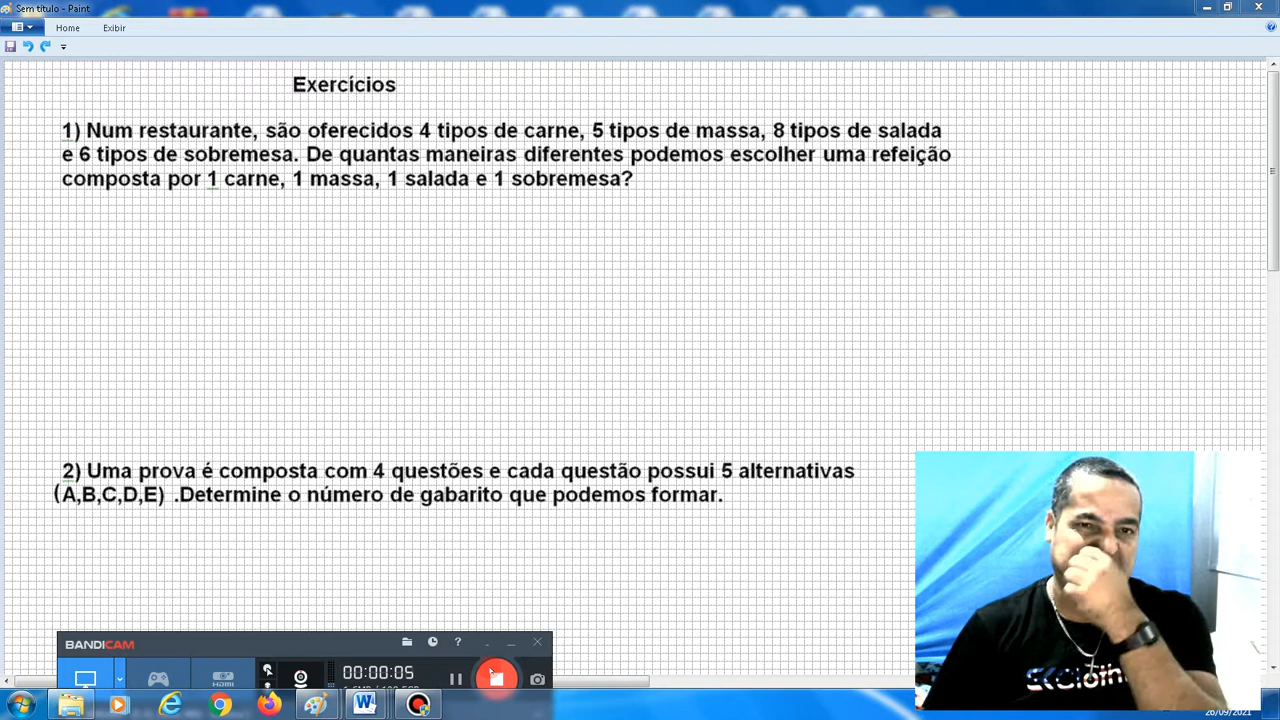 Sem título - Paint
Home Exibir
Exercícios
1) Num restaurante, são oferecidos 4 tipos de carne, 5 tipos de massa, 8 tipos de salada
e 6 tipos de sobremesa. De quantas maneiras diferentes podemos escolher uma refeição
composta por 1 carne, 1 massa, 1 salada e 1 sobremesa?
2) Uma prova é composta com 4 questões e cada questão possui 5 alternativas
(A,B,C,D,E) .Determine o número de gabarito que podemos formar.
BANDICAM
HDMI
00:00:05
26/09/2021